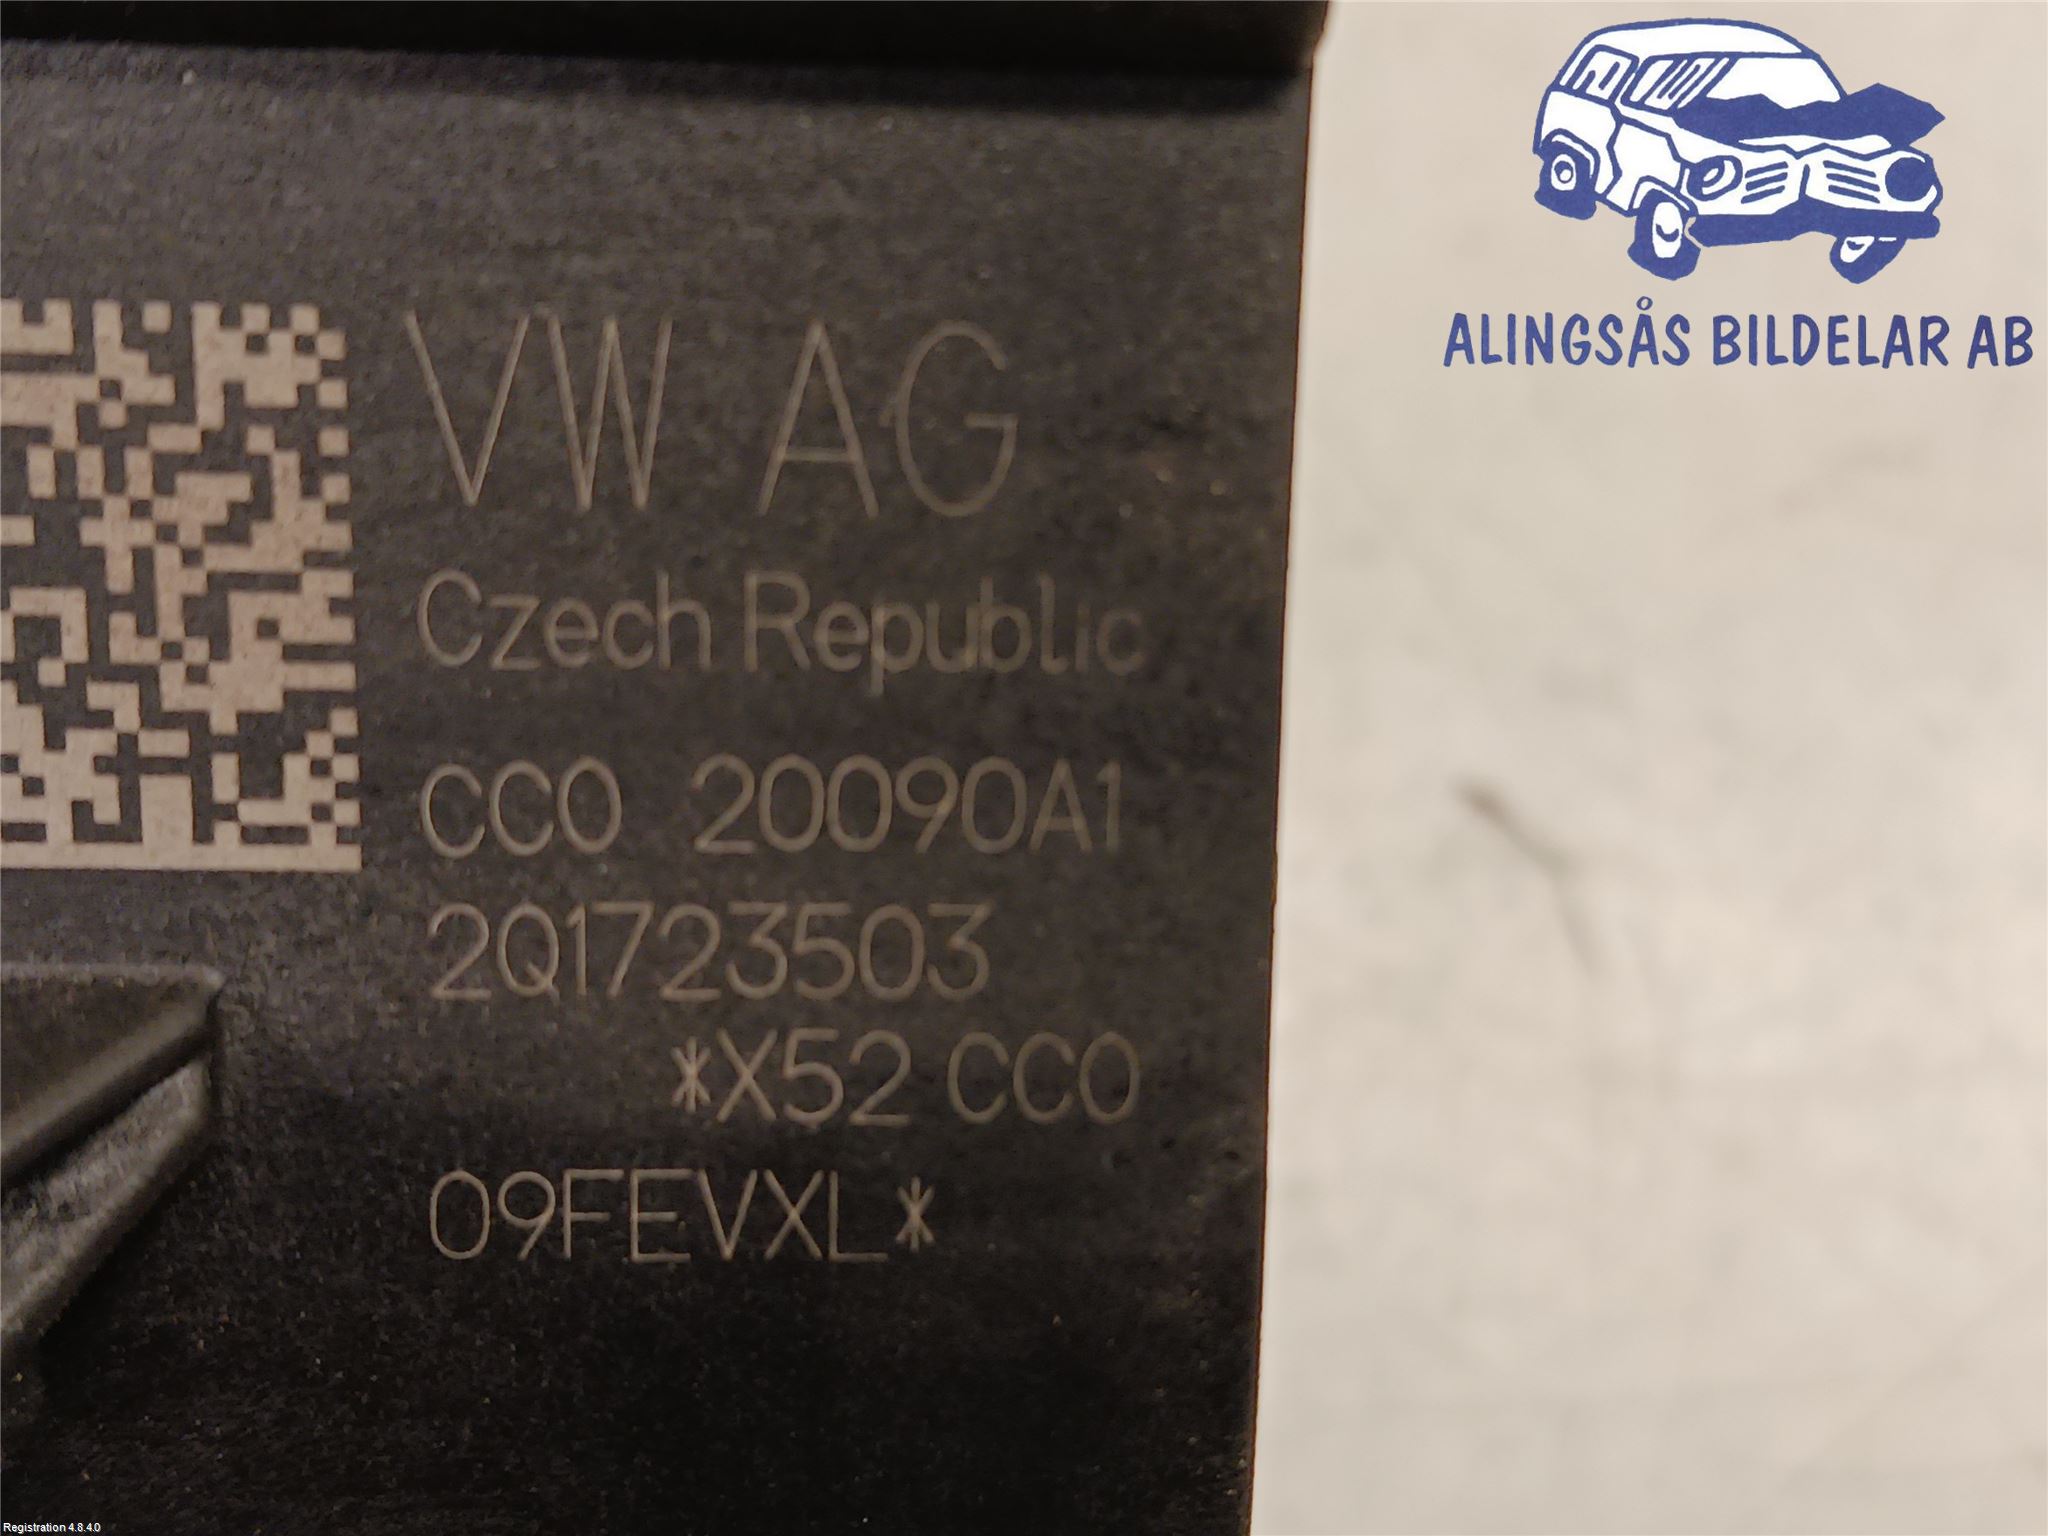 VW AG
Czech Republic
CC0 20090A1
2Q1723503
*X52 CC0
09FEVXL*
ALINGSÅS BILDELAR AB
Registration 4.8.4.0